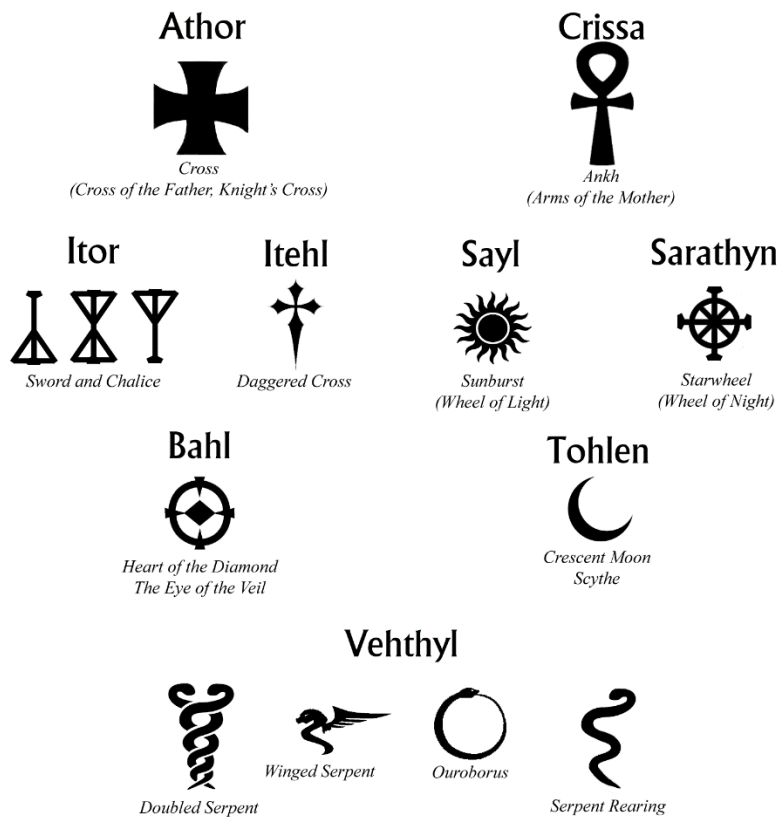 Athor
Crissa
Cross
(Cross of the Father, Knight's Cross)
Ankh
(Arms of the Mother)
Itor
Itehl
Sayl
Sarathyn
Sword and Chalice
Daggered Cross
Sunburst
(Wheel of Light)
Starwheel
(Wheel of Night)
Bahl
Tohlen
Heart of the Diamond
The Eye of the Veil
Crescent Moon
Scythe
Vehthyl
Doubled Serpent
Winged Serpent
Ouroborus
Serpent Rearing